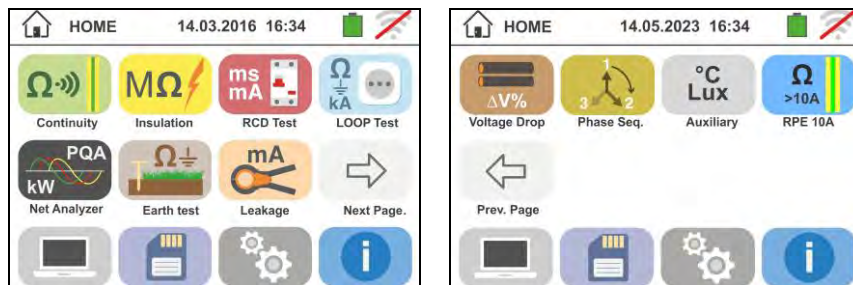 HOME 14.03.2016 16:34
Ω MΩ ms mA Ω kA
Continuity Insulation RCD Test LOOP Test
PQA kW Ω mA
Net Analyzer Earth test Leakage Next Page.
i
HOME 14.05.2023 16:34
ΔV% 1 2 3 °C Lux Ω >10A
Voltage Drop Phase Seq. Auxiliary RPE 10A
Prev. Page
i